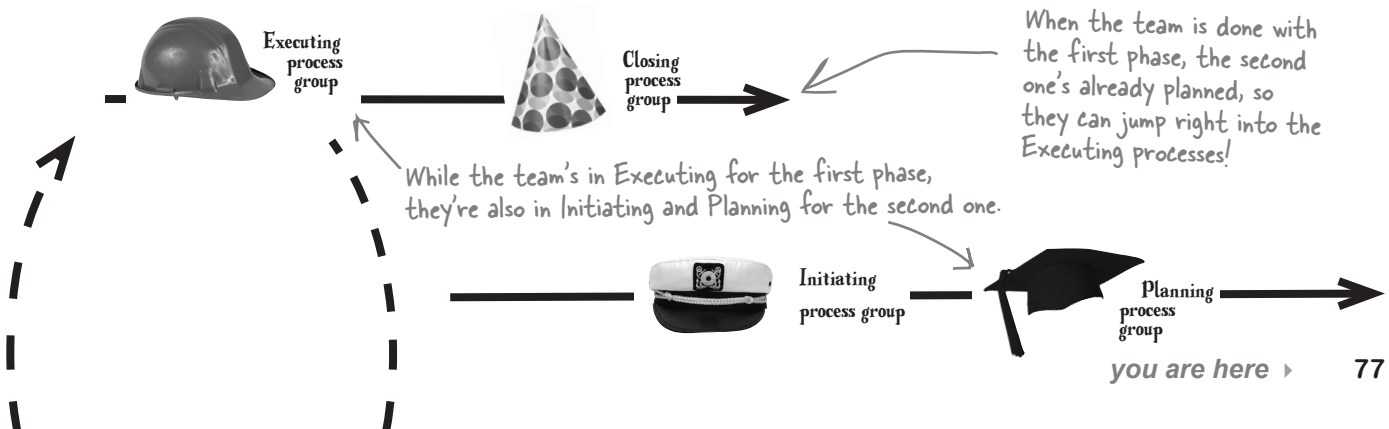 Executing
process
group
Closing
process
group
When the team is done with
the first phase, the second
one's already planned, so
they can jump right into the
Executing processes!
While the team's in Executing for the first phase,
they're also in Initiating and Planning for the second one.
Initiating
process group
Planning
process
group
you are here 77